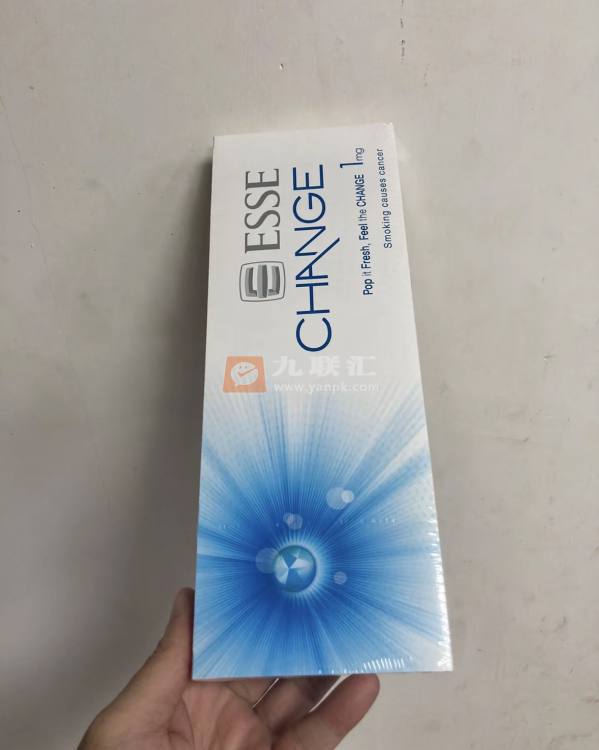 ESSE
CHANGE
Pop it Fresh, Feel the CHANGE 1mg
Smoking causes cancer
九联汇
www.yanpk.com